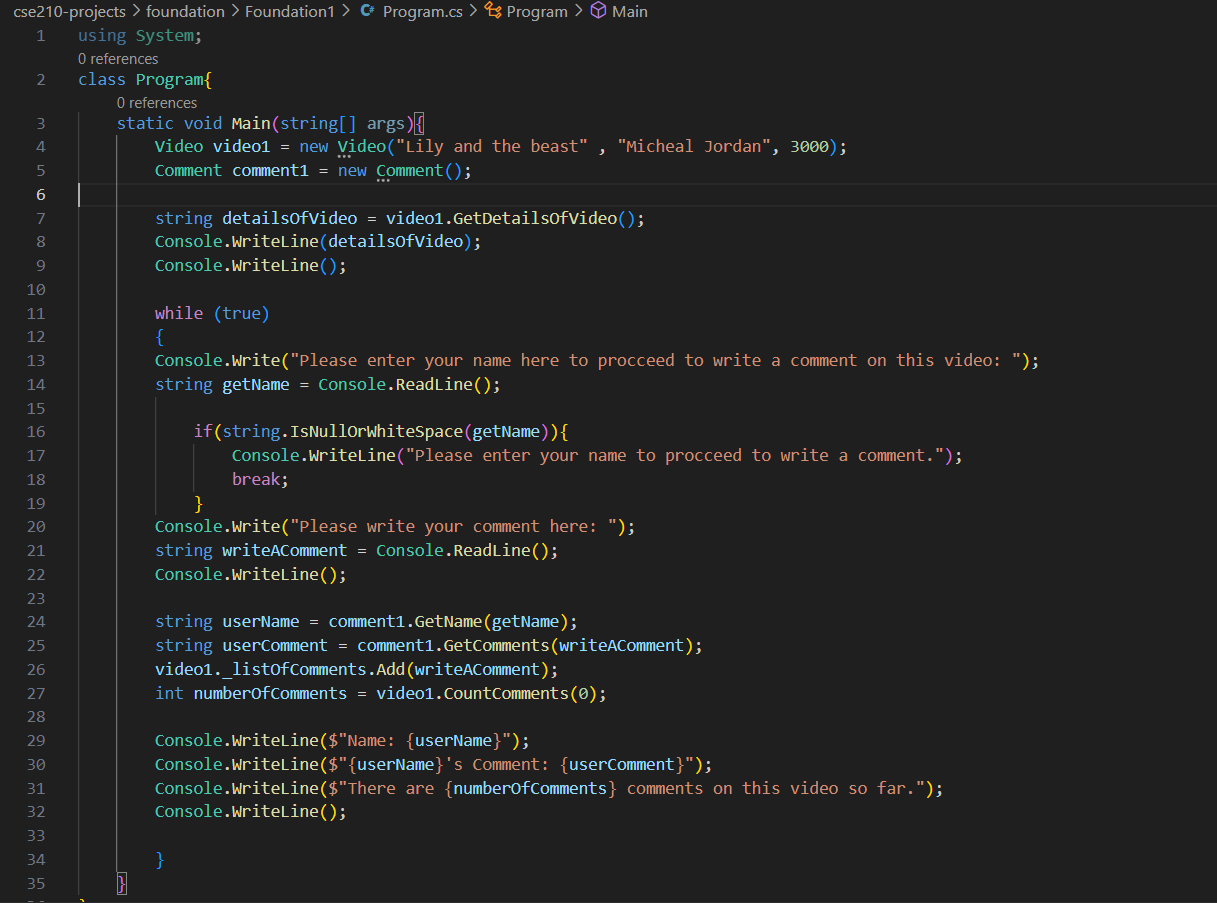 cse210-projects > foundation > Foundation1 > Program.cs > Program > Main
1 using System;
0 references
2 class Program{
0 references
3 static void Main(string[] args){
4 Video video1 = new Video("Lily and the beast" , "Micheal Jordan", 3000);
5 Comment comment1 = new Comment();
6
7 string detailsOfVideo = video1.GetDetailsOfVideo();
8 Console.WriteLine(detailsOfVideo);
9 Console.WriteLine();
10
11 while (true)
12 {
13 Console.Write("Please enter your name here to procceed to write a comment on this video: ");
14 string getName = Console.ReadLine();
15
16 if(string.IsNullOrWhiteSpace(getName)){
17 Console.WriteLine("Please enter your name to procceed to write a comment.");
18 break;
19 }
20 Console.Write("Please write your comment here: ");
21 string writeAComment = Console.ReadLine();
22 Console.WriteLine();
23
24 string userName = comment1.GetName(getName);
25 string userComment = comment1.GetComments(writeAComment);
26 video1._listOfComments.Add(writeAComment);
27 int numberOfComments = video1.CountComments(0);
28
29 Console.WriteLine($"Name: {userName}");
30 Console.WriteLine($"{userName}'s Comment: {userComment}");
31 Console.WriteLine($"There are {numberOfComments} comments on this video so far.");
32 Console.WriteLine();
33
34 }
35 }